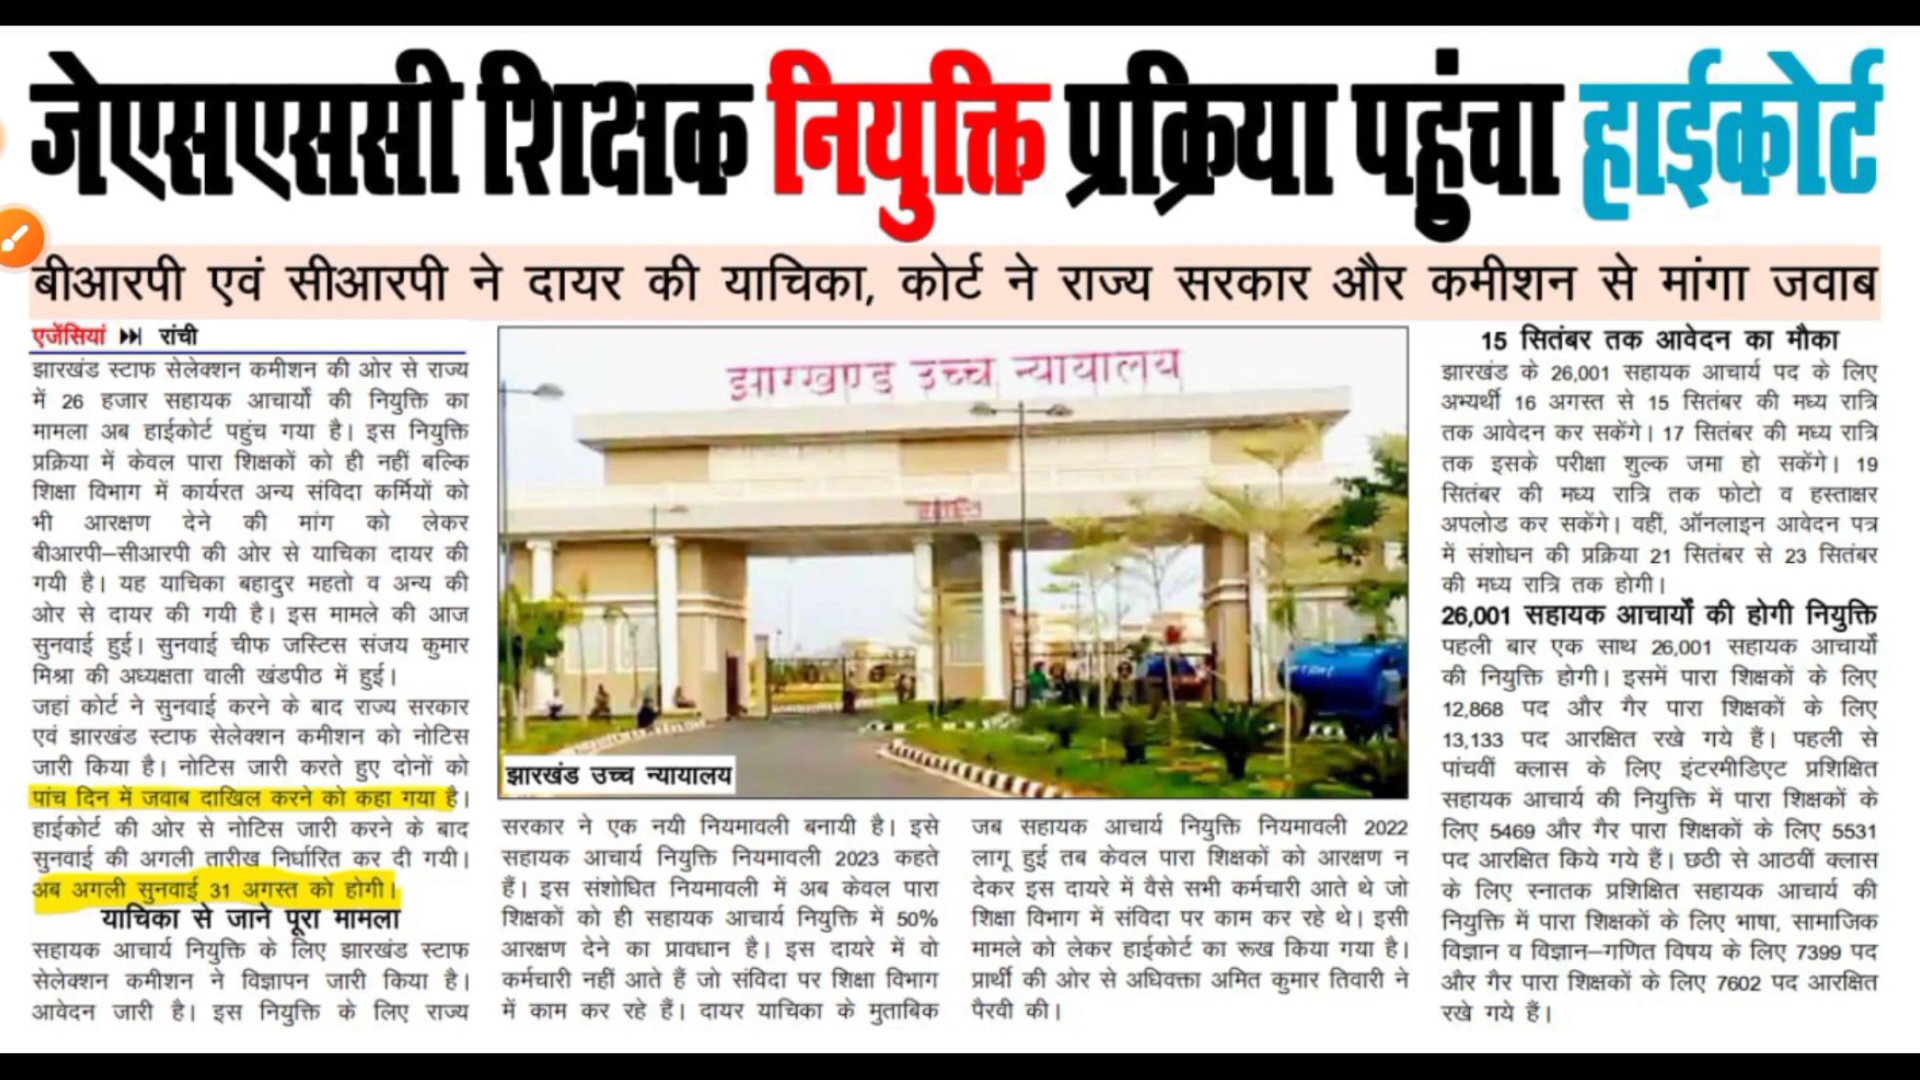 जेएसएससी शिक्षक नियुक्ति प्रक्रिया पहुंचा हाईकोर्ट
बीआरपी एवं सीआरपी ने दायर की याचिका, कोर्ट ने राज्य सरकार और कमीशन से मांगा जवाब
एजेंसियां रांची
झारखंड स्टाफ सेलेक्शन कमीशन की ओर से राज्य
में 26 हजार सहायक आचार्यों की नियुक्ति का
मामला अब हाईकोर्ट पहुंच गया है। इस नियुक्ति
प्रक्रिया में केवल पारा शिक्षकों को ही नहीं बल्कि
शिक्षा विभाग में कार्यरत अन्य संविदा कर्मियों को
भी आरक्षण देने की मांग को लेकर
बीआरपी–सीआरपी की ओर से याचिका दायर की
गयी है। यह याचिका बहादुर महतो व अन्य की
ओर से दायर की गयी है। इस मामले की आज
सुनवाई हुई। सुनवाई चीफ जस्टिस संजय कुमार
मिश्रा की अध्यक्षता वाली खंडपीठ में हुई।
जहां कोर्ट ने सुनवाई करने के बाद राज्य सरकार
एवं झारखंड स्टाफ सेलेक्शन कमीशन को नोटिस
जारी किया है। नोटिस जारी करते हुए दोनों को
पांच दिन में जवाब दाखिल करने को कहा गया है।
हाईकोर्ट की ओर से नोटिस जारी करने के बाद
सुनवाई की अगली तारीख निर्धारित कर दी गयी।
अब अगली सुनवाई 31 अगस्त को होगी।
याचिका से जाने पूरा मामला
सहायक आचार्य नियुक्ति के लिए झारखंड स्टाफ
सेलेक्शन कमीशन ने विज्ञापन जारी किया है।
आवेदन जारी है। इस नियुक्ति के लिए राज्य
झारखण्ड उच्च न्यायालय
झारखंड उच्च न्यायालय
सरकार ने एक नयी नियमावली बनायी है। इसे
सहायक आचार्य नियुक्ति नियमावली 2023 कहते
हैं। इस संशोधित नियमावली में अब केवल पारा
शिक्षकों को ही सहायक आचार्य नियुक्ति में 50%
आरक्षण देने का प्रावधान है। इस दायरे में वो
कर्मचारी नहीं आते हैं जो संविदा पर शिक्षा विभाग
में काम कर रहे हैं। दायर याचिका के मुताबिक
जब सहायक आचार्य नियुक्ति नियमावली 2022
लागू हुई तब केवल पारा शिक्षकों को आरक्षण न
देकर इस दायरे में वैसे सभी कर्मचारी आते थे जो
शिक्षा विभाग में संविदा पर काम कर रहे थे। इसी
मामले को लेकर हाईकोर्ट का रूख किया गया है।
प्रार्थी की ओर से अधिवक्ता अमित कुमार तिवारी ने
पैरवी की।
15 सितंबर तक आवेदन का मौका
झारखंड के 26,001 सहायक आचार्य पद के लिए
अभ्यर्थी 16 अगस्त से 15 सितंबर की मध्य रात्रि
तक आवेदन कर सकेंगे। 17 सितंबर की मध्य रात्रि
तक इसके परीक्षा शुल्क जमा हो सकेंगे। 19
सितंबर की मध्य रात्रि तक फोटो व हस्ताक्षर
अपलोड कर सकेंगे। वहीं, ऑनलाइन आवेदन पत्र
में संशोधन की प्रक्रिया 21 सितंबर से 23 सितंबर
की मध्य रात्रि तक होगी।
26,001 सहायक आचार्यों की होगी नियुक्ति
पहली बार एक साथ 26,001 सहायक आचार्यों
की नियुक्ति होगी। इसमें पारा शिक्षकों के लिए
12,868 पद और गैर पारा शिक्षकों के लिए
13,133 पद आरक्षित रखे गये हैं। पहली से
पांचवीं क्लास के लिए इंटरमीडिएट प्रशिक्षित
सहायक आचार्य की नियुक्ति में पारा शिक्षकों के
लिए 5469 और गैर पारा शिक्षकों के लिए 5531
पद आरक्षित किये गये हैं। छठी से आठवीं क्लास
के लिए स्नातक प्रशिक्षित सहायक आचार्य की
नियुक्ति में पारा शिक्षकों के लिए भाषा, सामाजिक
विज्ञान व विज्ञान–गणित विषय के लिए 7399 पद
और गैर पारा शिक्षकों के लिए 7602 पद आरक्षित
रखे गये हैं।